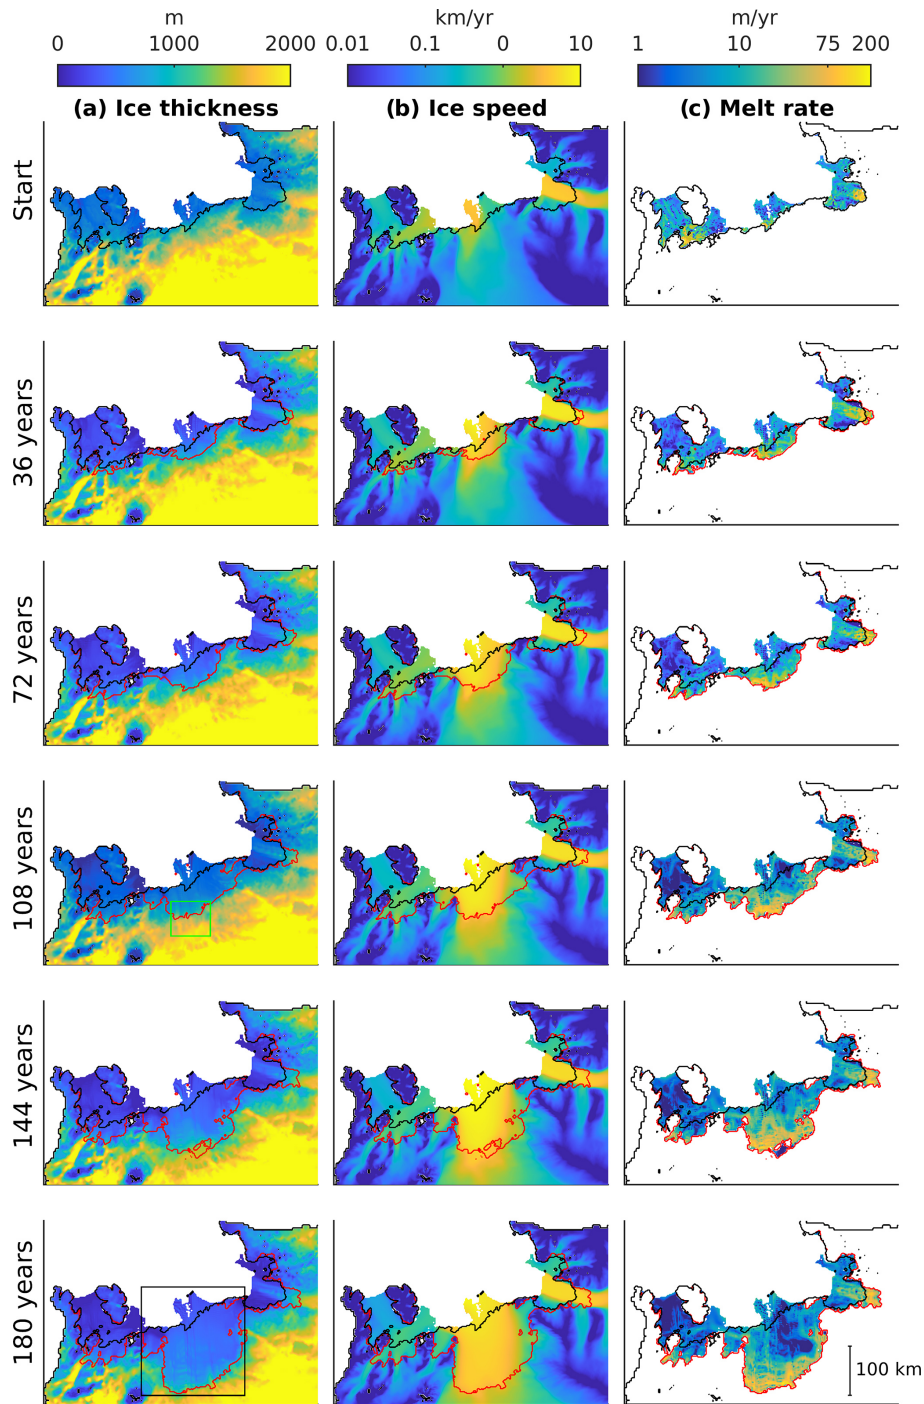 m km/yr m/yr
0 1000 2000 0.01 0.1 0 10 1 10 75 200
(a) Ice thickness (b) Ice speed (c) Melt rate
Start
36 years
72 years
108 years
144 years
180 years
100 km